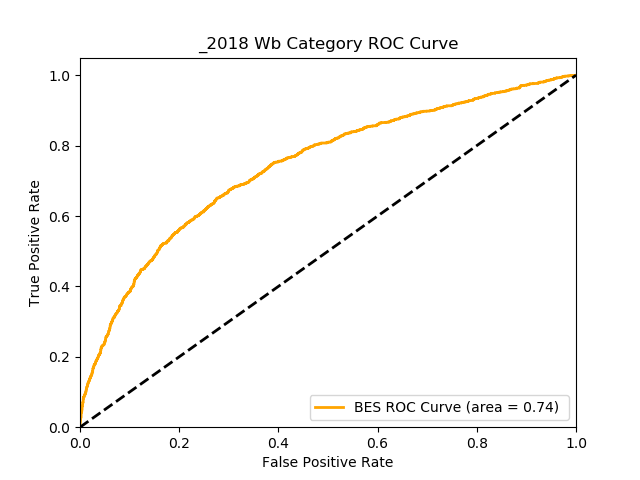 _2018 Wb Category ROC Curve
1.0
0.8
0.6
0.4
0.2
0.0
True Positive Rate
0.0 0.2 0.4 0.6 0.8 1.0
False Positive Rate
BES ROC Curve (area = 0.74)